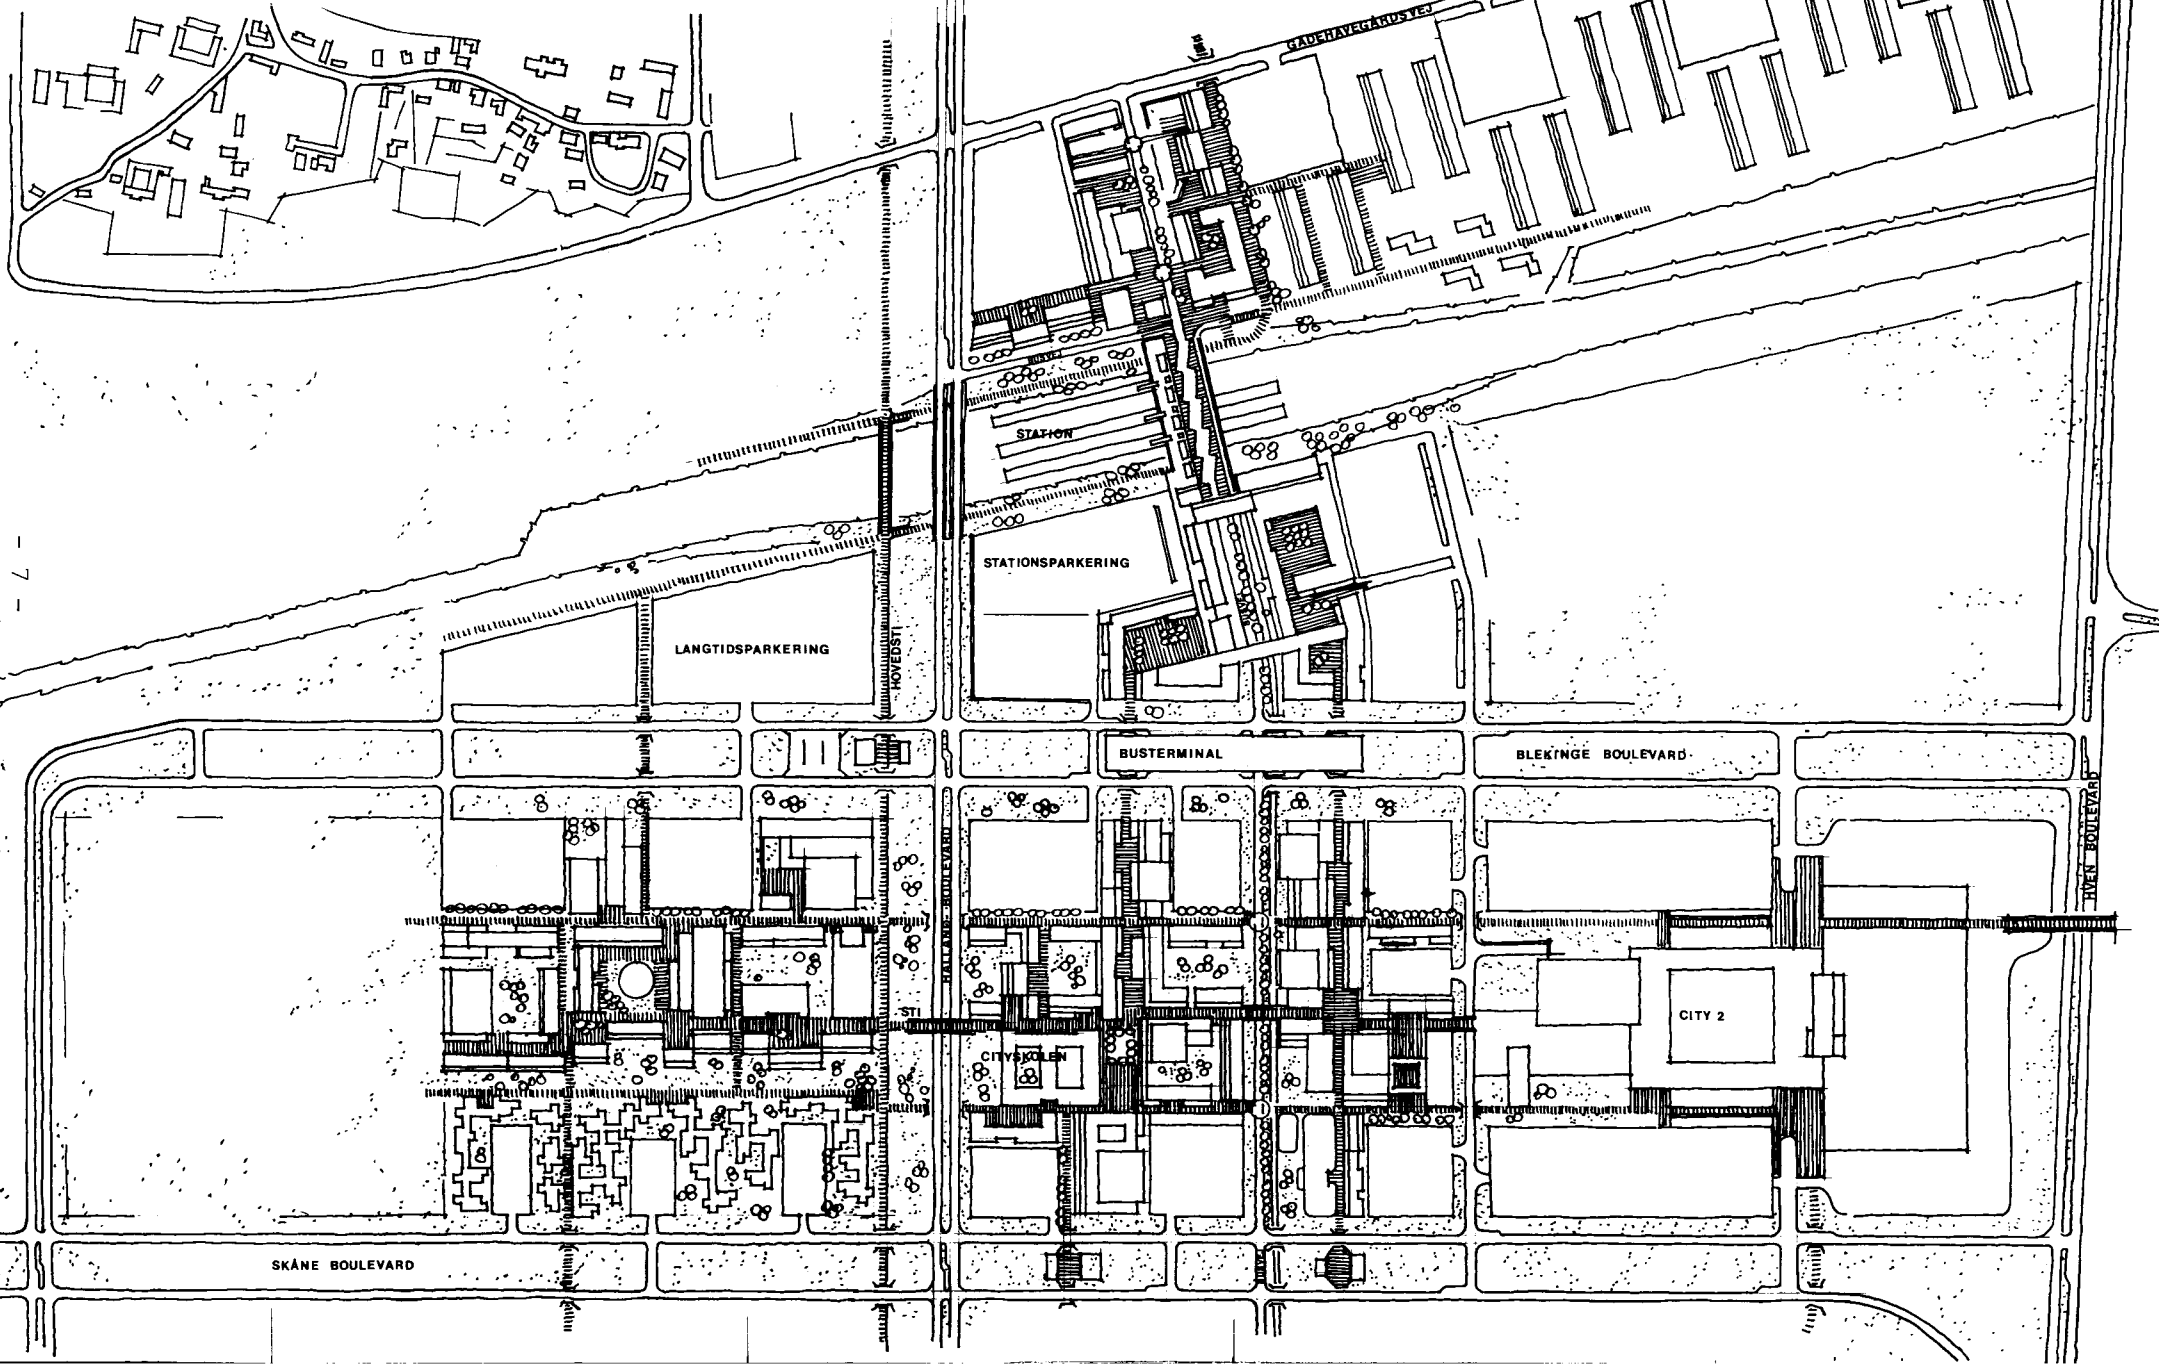 GADEHAVEGÅRDSVEJ
BUSVEJ
STATION
STATIONSPARKERING
LANGTIDSPARKERING
HOVEDSTI
BUSTERMINAL
BLEKINGE BOULEVARD
HVEN BOULEVARD
HALLAND BOULEVARD
STI
CITY 2
CITYSKOLEN
SKÅNE BOULEVARD